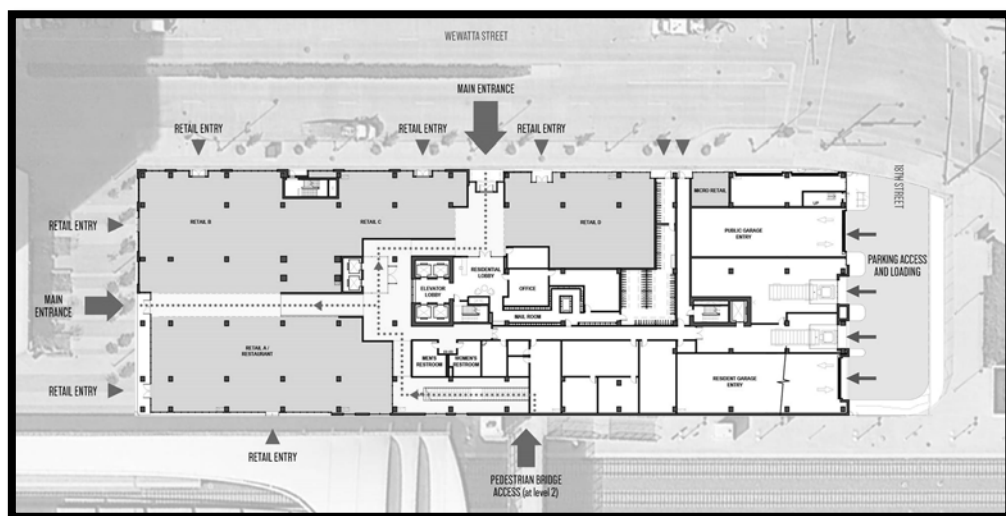 WEWATTA STREET
MAIN ENTRANCE
RETAIL ENTRY
RETAIL ENTRY
RETAIL ENTRY
18TH STREET
MICRO RETAIL
RETAIL B
RETAIL C
RETAIL D
RETAIL ENTRY
PUBLIC GARAGE
ENTRY
PARKING ACCESS
AND LOADING
RESIDENTIAL
LOBBY
ELEVATOR
LOBBY
OFFICE
MAIN
ENTRANCE
MAIL ROOM
RETAIL A /
RESTAURANT
MEN'S
RESTROOM
WOMEN'S
RESTROOM
RETAIL ENTRY
RESIDENT GARAGE
ENTRY
RETAIL ENTRY
PEDESTRIAN BRIDGE
ACCESS (at level 2)